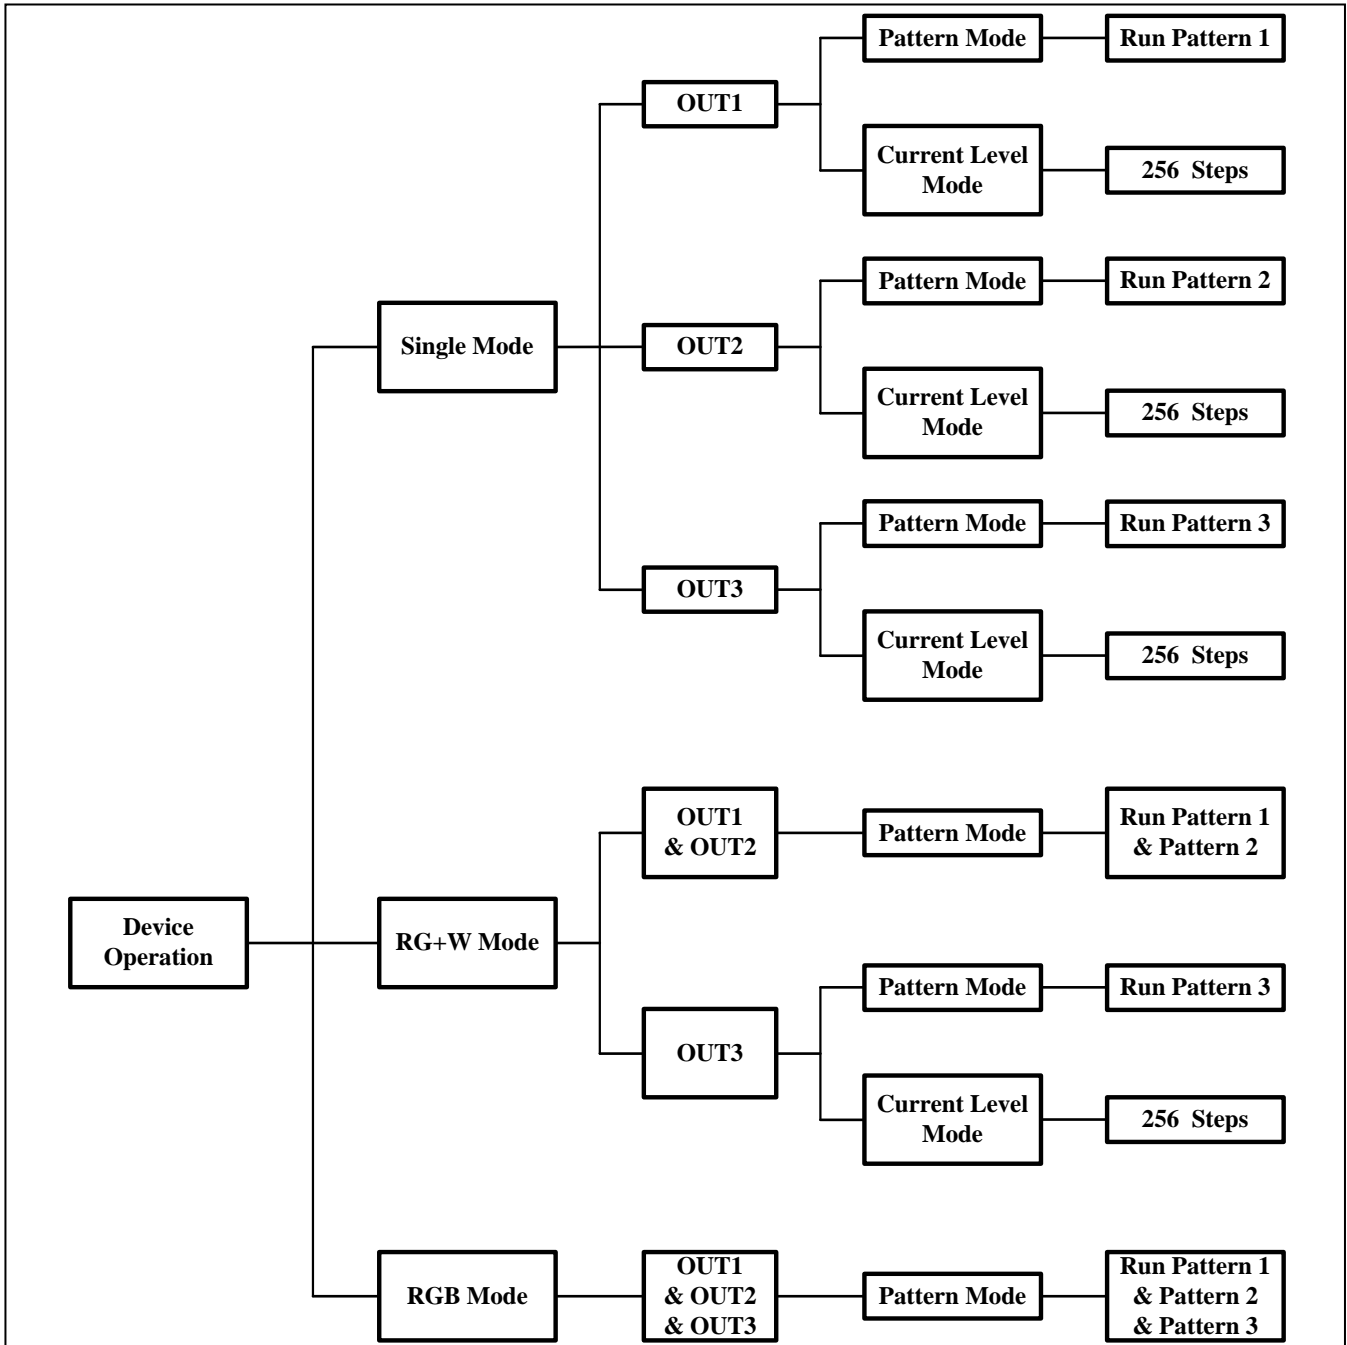 Pattern Mode
Run Pattern 1
OUT1
Current Level
Mode
256 Steps
Pattern Mode
Run Pattern 2
Single Mode
OUT2
Current Level
Mode
256 Steps
Pattern Mode
Run Pattern 3
OUT3
Current Level
Mode
256 Steps
OUT1
& OUT2
Pattern Mode
Run Pattern 1
& Pattern 2
Device
Operation
RG+W Mode
Pattern Mode
Run Pattern 3
OUT3
Current Level
Mode
256 Steps
RGB Mode
OUT1
& OUT2
& OUT3
Pattern Mode
Run Pattern 1
& Pattern 2
& Pattern 3